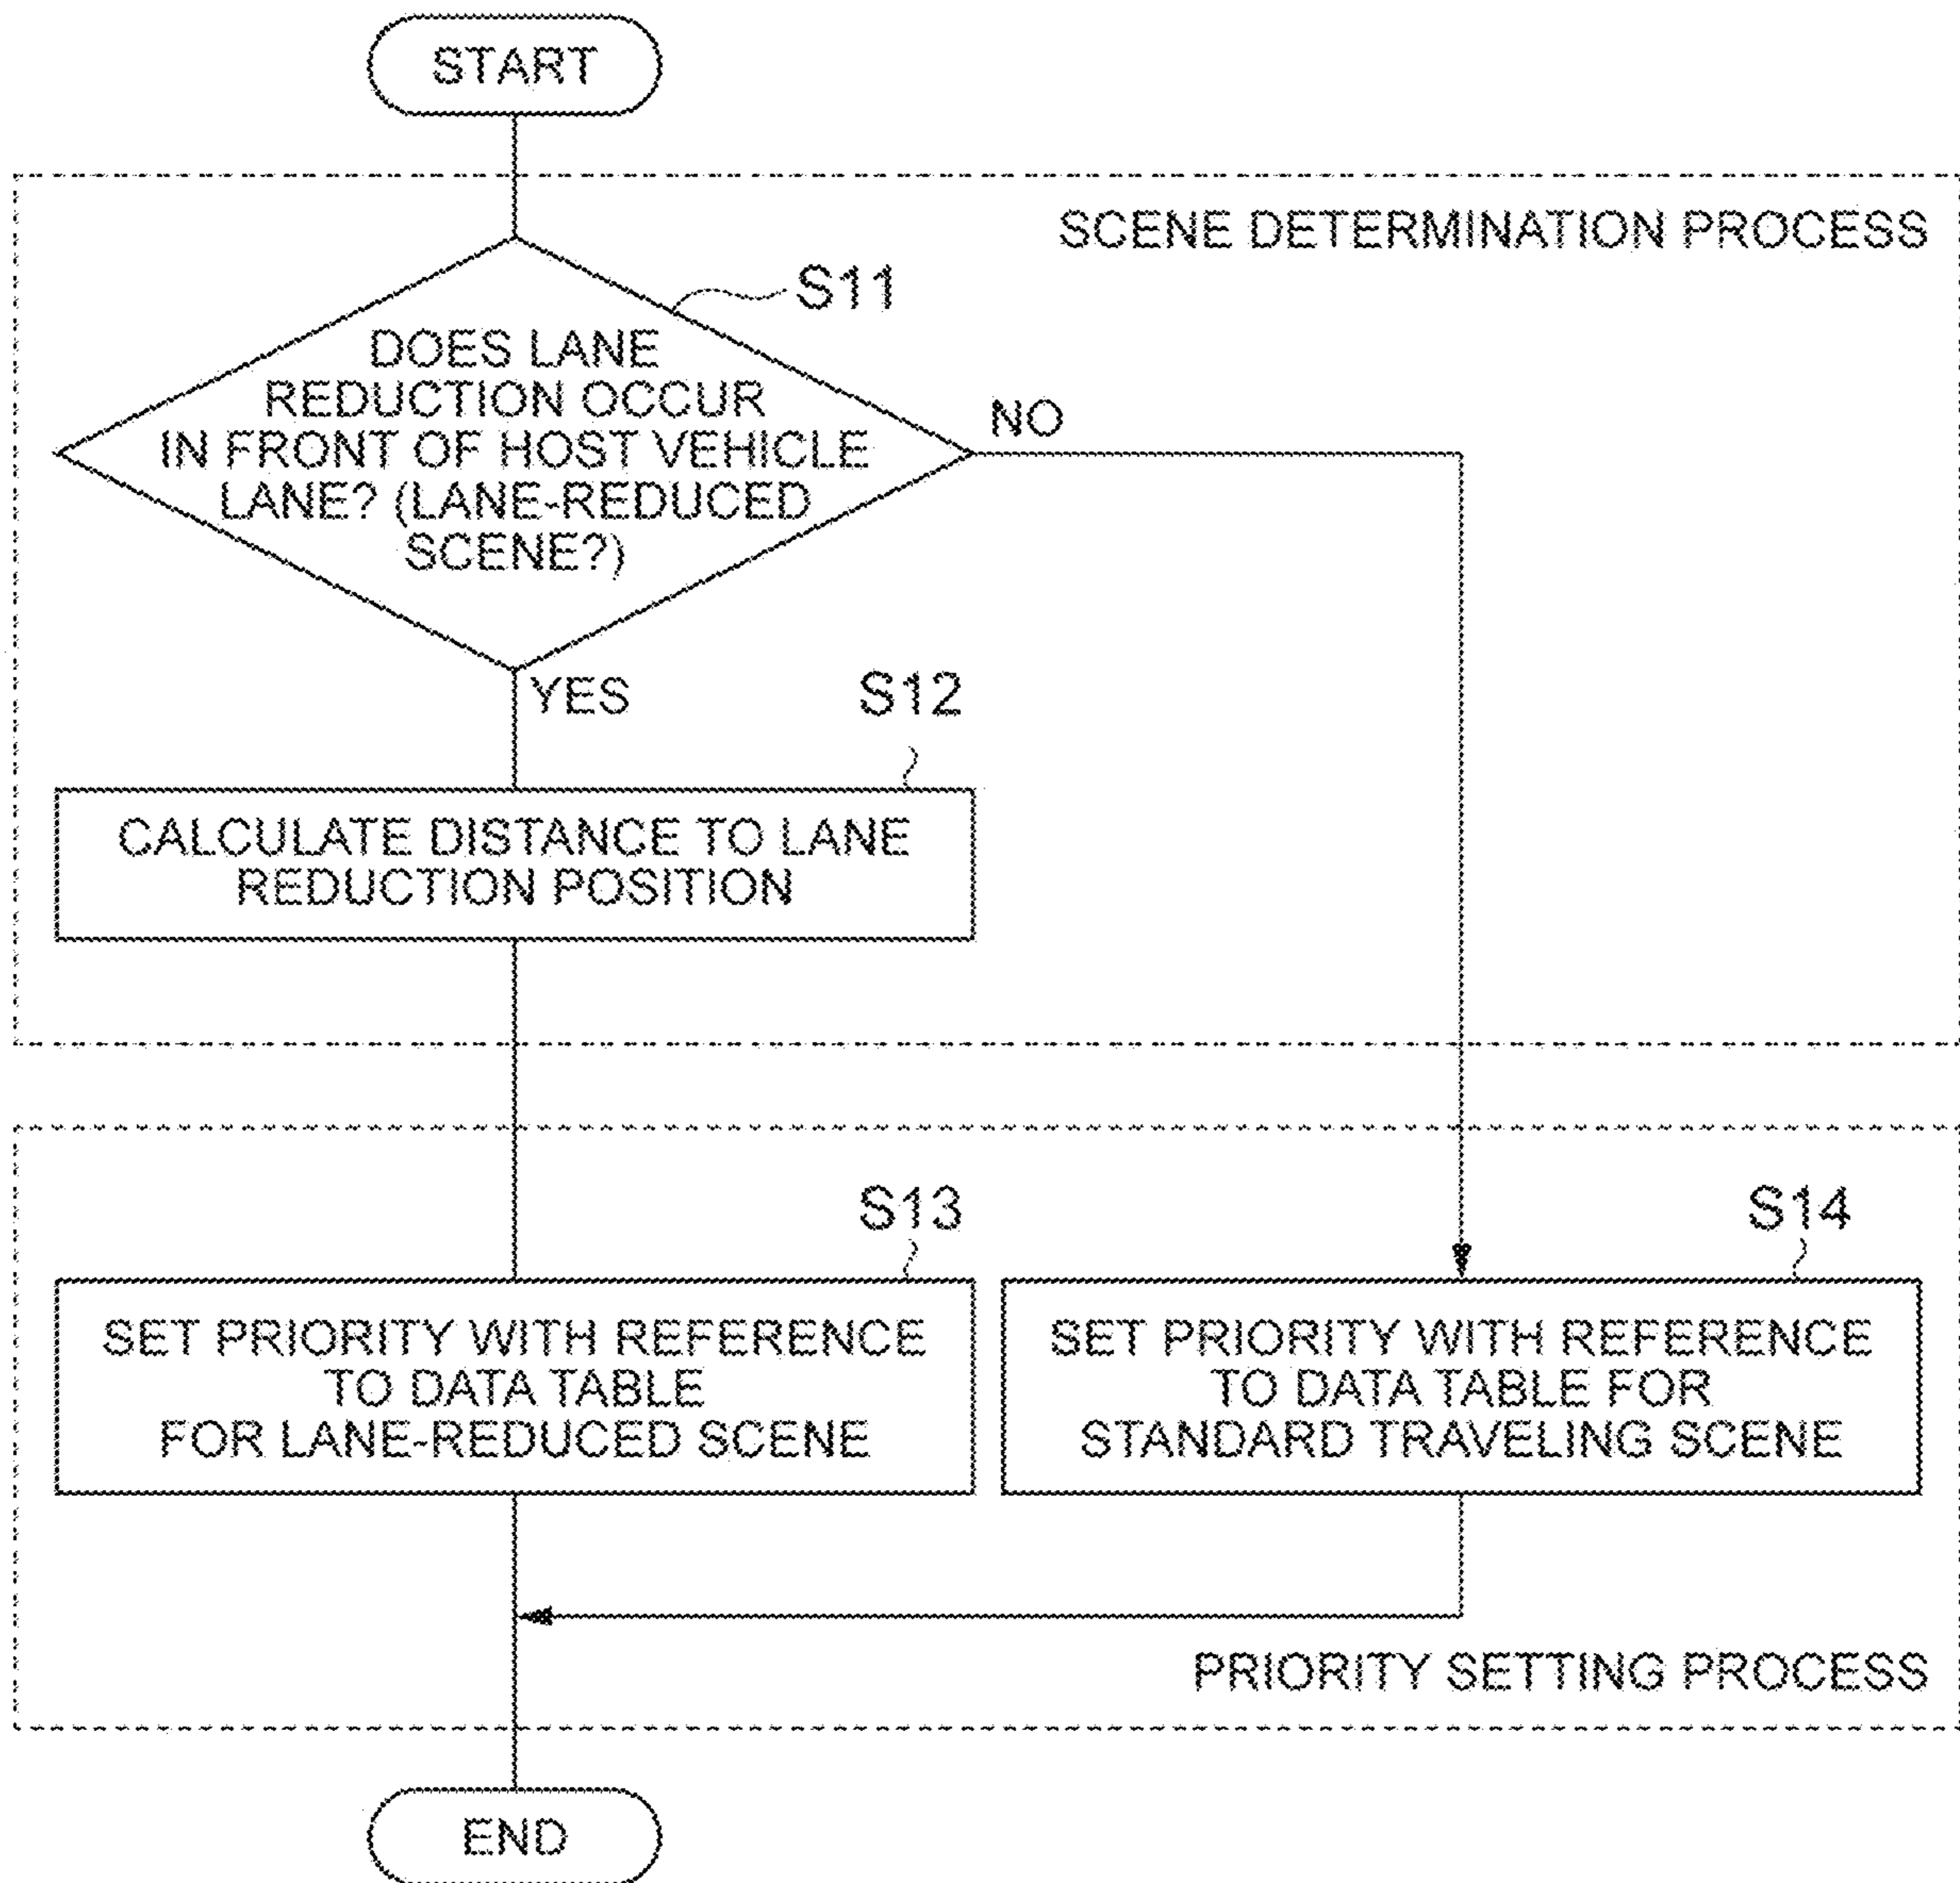 START
SCENE DETERMINATION PROCESS
S11
DOES LANE
REDUCTION OCCUR
IN FRONT OF HOST VEHICLE
LANE? (LANE-REDUCED
SCENE?)
NO
YES
S12
CALCULATE DISTANCE TO LANE
REDUCTION POSITION
S13
SET PRIORITY WITH REFERENCE
TO DATA TABLE
FOR LANE-REDUCED SCENE
S14
SET PRIORITY WITH REFERENCE
TO DATA TABLE FOR
STANDARD TRAVELING SCENE
PRIORITY SETTING PROCESS
END